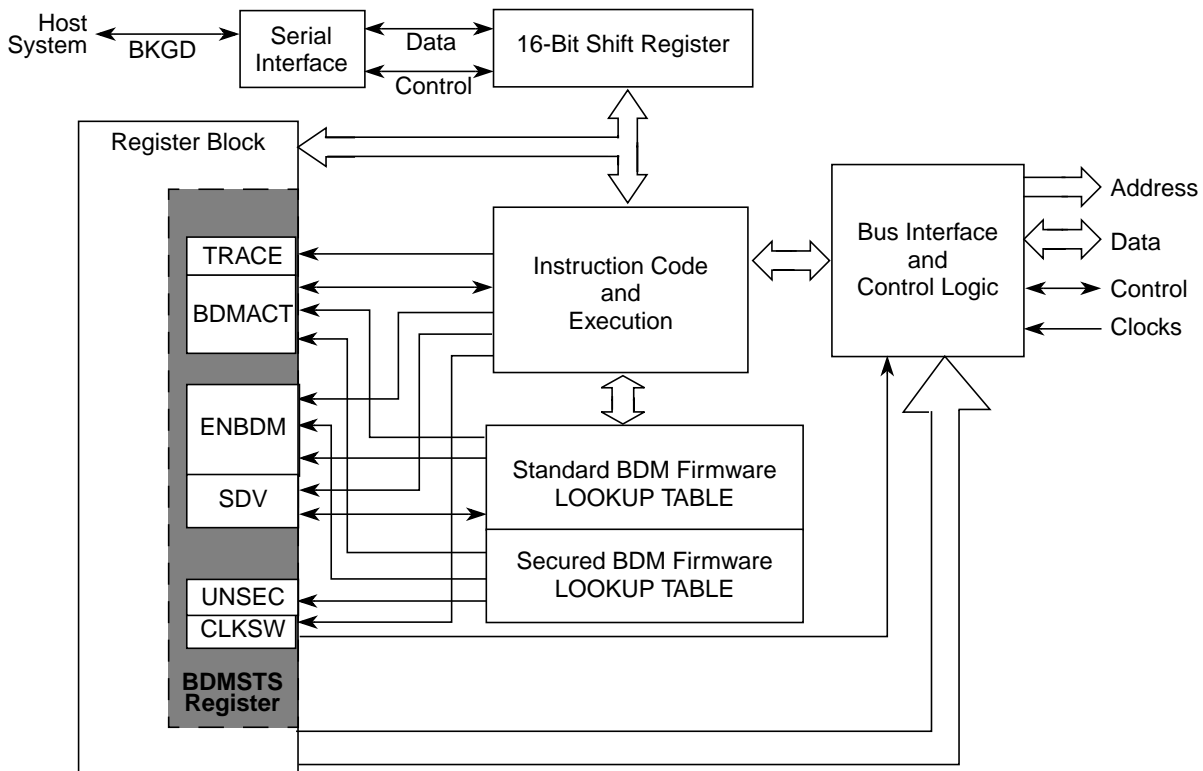 Host
System
BKGD
Serial
Interface
Data
Control
16-Bit Shift Register
Register Block
TRACE
BDMACT
ENBDM
SDV
UNSEC
CLKSW
BDMSTS
Register
Instruction Code
and
Execution
Standard BDM Firmware
LOOKUP TABLE
Secured BDM Firmware
LOOKUP TABLE
Bus Interface
and
Control Logic
Address
Data
Control
Clocks